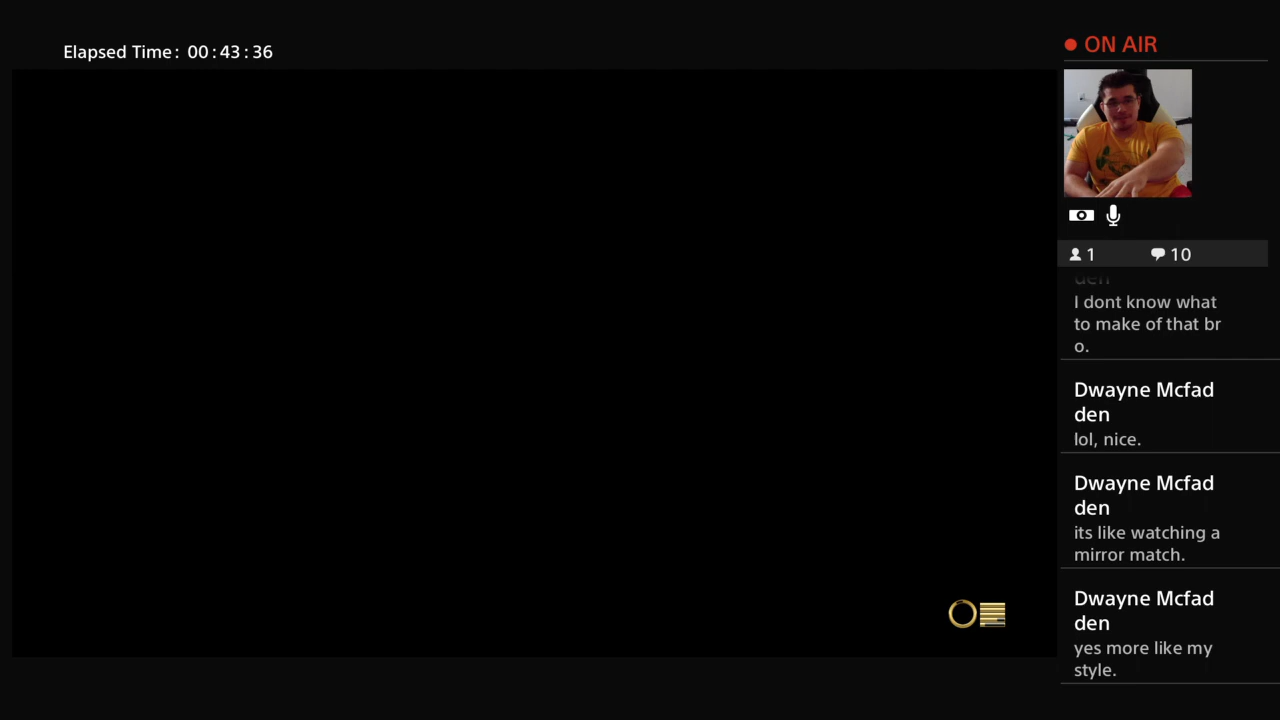 Elapsed Time: 00:43:36
ON AIR
1 10
den
I dont know what
to make of that br
o.
Dwayne Mcfad
den
lol, nice.
Dwayne Mcfad
den
its like watching a
mirror match.
Dwayne Mcfad
den
yes more like my
style.